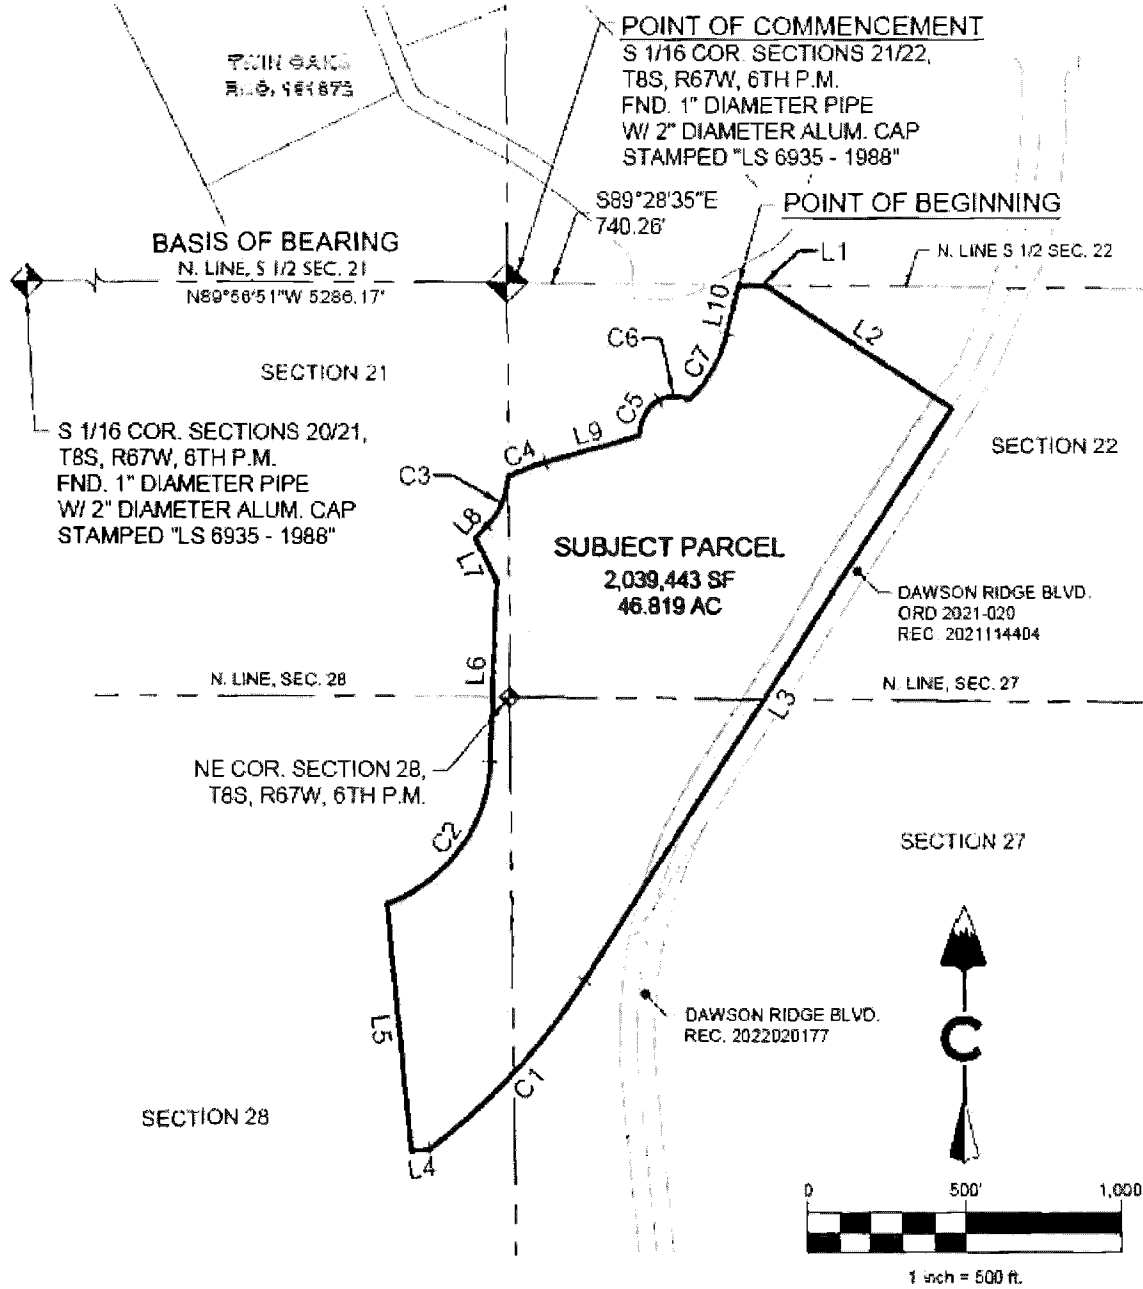 POINT OF COMMENCEMENT
S 1/16 COR. SECTIONS 21/22,
T8S, R67W, 6TH P.M.
FND. 1" DIAMETER PIPE
W/ 2" DIAMETER ALUM. CAP
STAMPED "LS 6935 - 1988"
TWIN OAKS
S89°28'35"E
740.26'
POINT OF BEGINNING
BASIS OF BEARING
N. LINE, S 1/2 SEC. 21
N89°56'51"W 5286.17'
L1
N. LINE S 1/2 SEC. 22
L10
L2
C6
C7
SECTION 21
C5
L9
C4
S 1/16 COR. SECTIONS 20/21,
T8S, R67W, 6TH P.M.
FND. 1" DIAMETER PIPE
W/ 2" DIAMETER ALUM. CAP
STAMPED "LS 6935 - 1988"
SECTION 22
C3
L8
L7
SUBJECT PARCEL
2,039,443 SF
46.819 AC
DAWSON RIDGE BLVD.
ORD 2021-020
REC. 2021114404
L6
N. LINE, SEC. 28
N. LINE, SEC. 27
L3
NE COR. SECTION 28,
T8S, R67W, 6TH P.M.
C2
SECTION 27
L5
DAWSON RIDGE BLVD.
REC. 2022020177
C
C1
SECTION 28
L4
0 500' 1,000
1 inch = 500 ft.